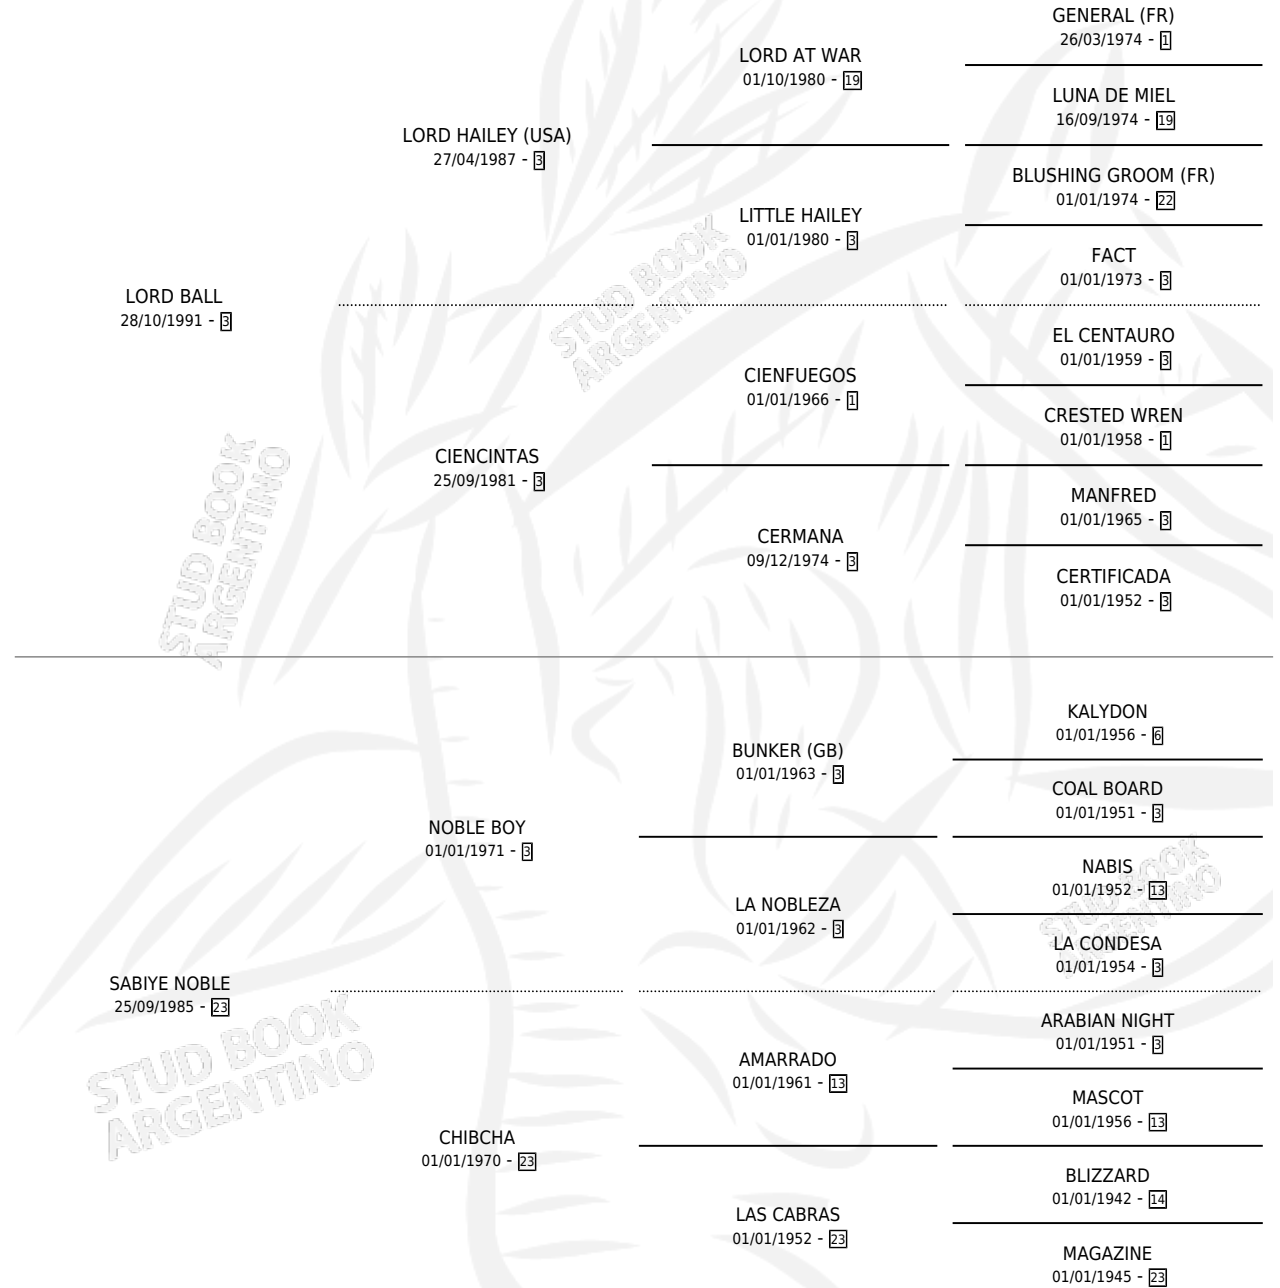 GENERAL (FR)
26/03/1974 - 1
LORD AT WAR
01/10/1980 - 19
LUNA DE MIEL
16/09/1974 - 19
LORD HAILEY (USA)
27/04/1987 - 3
BLUSHING GROOM (FR)
01/01/1974 - 22
LITTLE HAILEY
01/01/1980 - 3
FACT
01/01/1973 - 3
LORD BALL
28/10/1991 - 3
STUD BOOK
ARGENTINO
EL CENTAURO
01/01/1959 - 3
CIENFUEGOS
01/01/1966 - 1
CRESTED WREN
01/01/1958 - 1
CIENCINTAS
25/09/1981 - 3
MANFRED
01/01/1965 - 3
CERMANA
09/12/1974 - 3
CERTIFICADA
01/01/1952 - 3
STUD BOOK
ARGENTINO
KALYDON
01/01/1956 - 6
BUNKER (GB)
01/01/1963 - 3
COAL BOARD
01/01/1951 - 3
NOBLE BOY
01/01/1971 - 3
NABIS
01/01/1952 - 13
LA NOBLEZA
01/01/1962 - 3
LA CONDESA
01/01/1954 - 3
STUD BOOK
ARGENTINO
SABIYE NOBLE
25/09/1985 - 23
ARABIAN NIGHT
01/01/1951 - 3
AMARRADO
01/01/1961 - 13
MASCOT
01/01/1956 - 13
STUD BOOK
ARGENTINO
CHIBCHA
01/01/1970 - 23
BLIZZARD
01/01/1942 - 14
LAS CABRAS
01/01/1952 - 23
MAGAZINE
01/01/1945 - 23